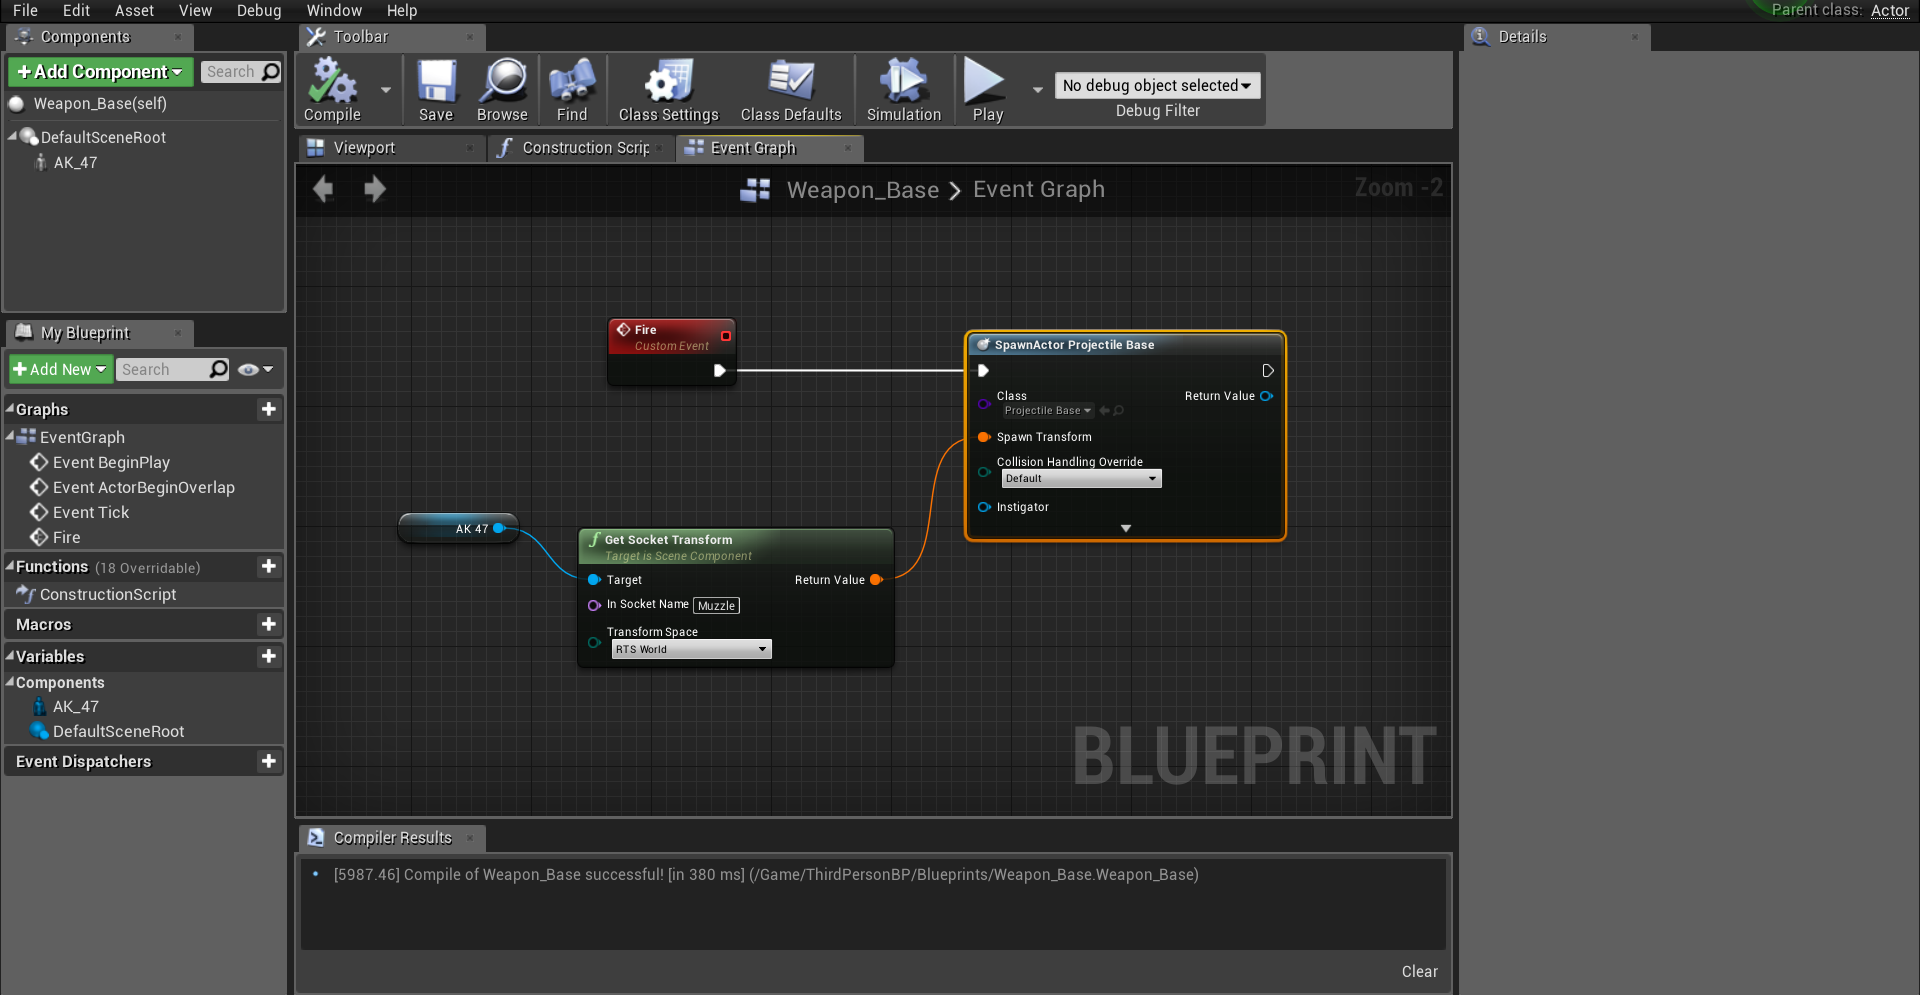 File Edit Asset View Debug Window Help
Parent class: Actor
Components
Toolbar
Details
+Add Component
Search
Weapon_Base(self)
DefaultSceneRoot
AK_47
Compile
Save
Browse
Find
Class Settings
Class Defaults
Simulation
Play
No debug object selected
Debug Filter
Viewport
Construction Scrip
Event Graph
Weapon_Base > Event Graph
Zoom -2
My Blueprint
+Add New
Search
Graphs
EventGraph
Event BeginPlay
Event ActorBeginOverlap
Event Tick
Fire
Functions (18 Overridable)
ConstructionScript
Macros
Variables
Components
AK_47
DefaultSceneRoot
Event Dispatchers
Fire
Custom Event
AK 47
Get Socket Transform
Target is Scene Component
Target
Return Value
In Socket Name Muzzle
Transform Space
RTS World
SpawnActor Projectile Base
Class
Projectile Base
Return Value
Spawn Transform
Collision Handling Override
Default
Instigator
BLUEPRINT
Compiler Results
[5987.46] Compile of Weapon_Base successful! [in 380 ms] (/Game/ThirdPersonBP/Blueprints/Weapon_Base.Weapon_Base)
Clear